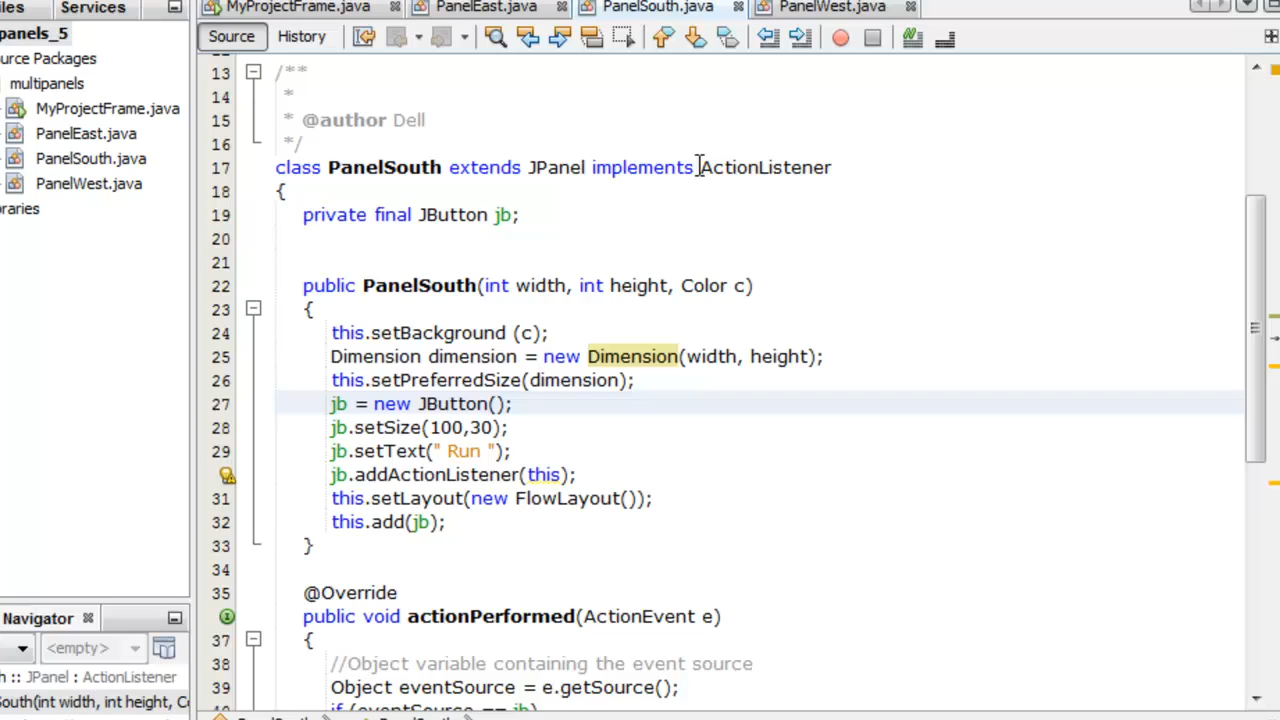 iles Services
MyProjectFrame.java PanelEast.java PanelSouth.java PanelWest.java
panels_5
urce Packages
multipanels
MyProjectFrame.java
PanelEast.java
PanelSouth.java
PanelWest.java
braries
Source History
13 /**
14 *
15 * @author Dell
16 */
17 class PanelSouth extends JPanel implements ActionListener
18 {
19 private final JButton jb;
20
21
22 public PanelSouth(int width, int height, Color c)
23 {
24 this.setBackground (c);
25 Dimension dimension = new Dimension(width, height);
26 this.setPreferredSize(dimension);
27 jb = new JButton();
28 jb.setSize(100,30);
29 jb.setText(" Run ");
jb.addActionListener(this);
31 this.setLayout(new FlowLayout());
32 this.add(jb);
33 }
34
35 @Override
public void actionPerformed(ActionEvent e)
37 {
38 //Object variable containing the event source
39 Object eventSource = e.getSource();
if (eventSource == jb)
Navigator
<empty>
h :: JPanel : ActionListener
South(int width, int height, C